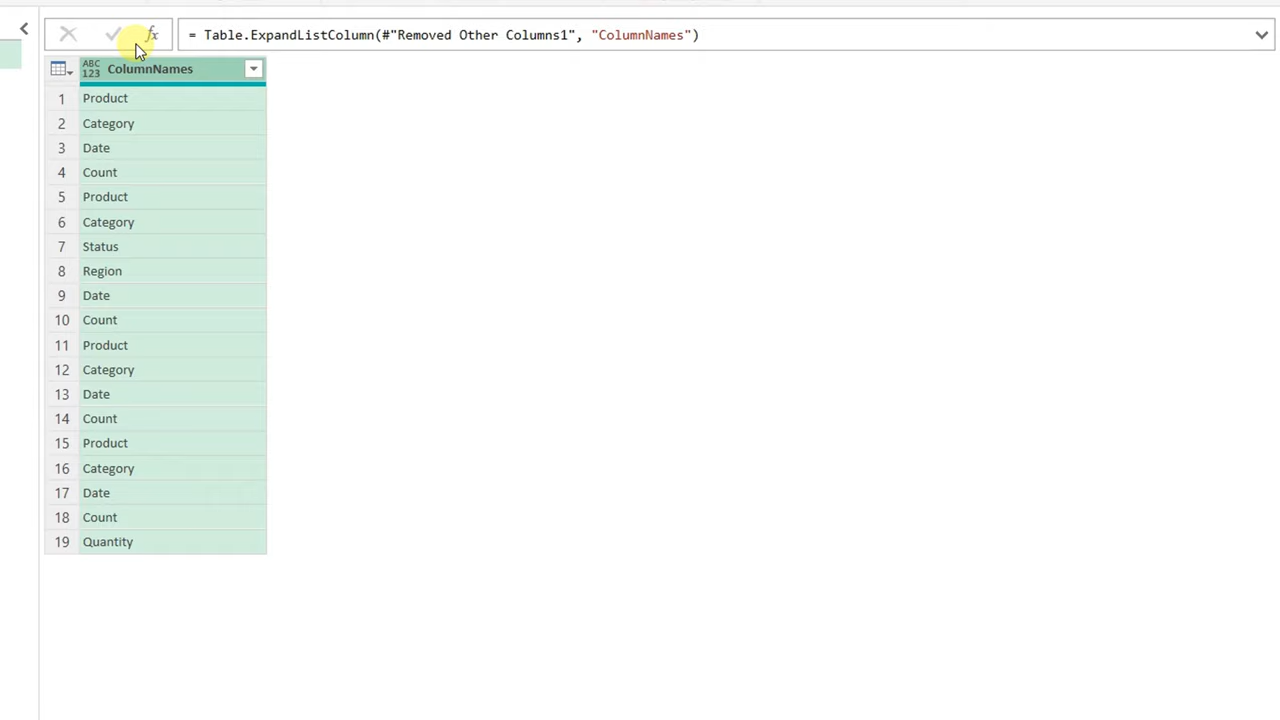 fx = Table.ExpandListColumn(#"Removed Other Columns1", "ColumnNames")
ABC 123 ColumnNames
1 Product
2 Category
3 Date
4 Count
5 Product
6 Category
7 Status
8 Region
9 Date
10 Count
11 Product
12 Category
13 Date
14 Count
15 Product
16 Category
17 Date
18 Count
19 Quantity